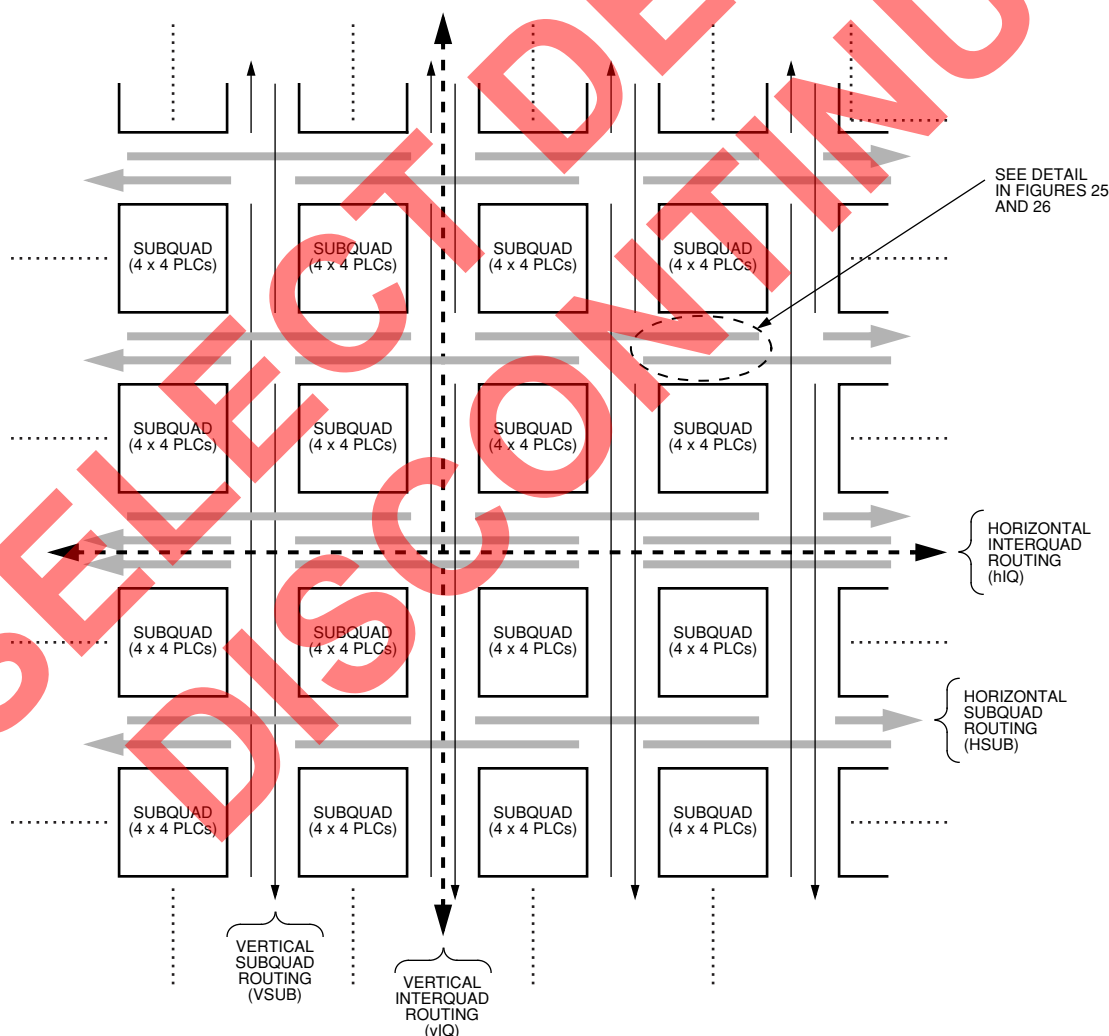 SELECT DE
DISCONTINU
SEE DETAIL
IN FIGURES 25
AND 26
SUBQUAD
(4 x 4 PLCs)
SUBQUAD
(4 x 4 PLCs)
SUBQUAD
(4 x 4 PLCs)
SUBQUAD
(4 x 4 PLCs)
SUBQUAD
(4 x 4 PLCs)
SUBQUAD
(4 x 4 PLCs)
SUBQUAD
(4 x 4 PLCs)
SUBQUAD
(4 x 4 PLCs)
HORIZONTAL
INTERQUAD
ROUTING
(hIQ)
SUBQUAD
(4 x 4 PLCs)
SUBQUAD
(4 x 4 PLCs)
SUBQUAD
(4 x 4 PLCs)
SUBQUAD
(4 x 4 PLCs)
HORIZONTAL
SUBQUAD
ROUTING
(HSUB)
SUBQUAD
(4 x 4 PLCs)
SUBQUAD
(4 x 4 PLCs)
SUBQUAD
(4 x 4 PLCs)
SUBQUAD
(4 x 4 PLCs)
VERTICAL
SUBQUAD
ROUTING
(VSUB)
VERTICAL
INTERQUAD
ROUTING
(vIQ)